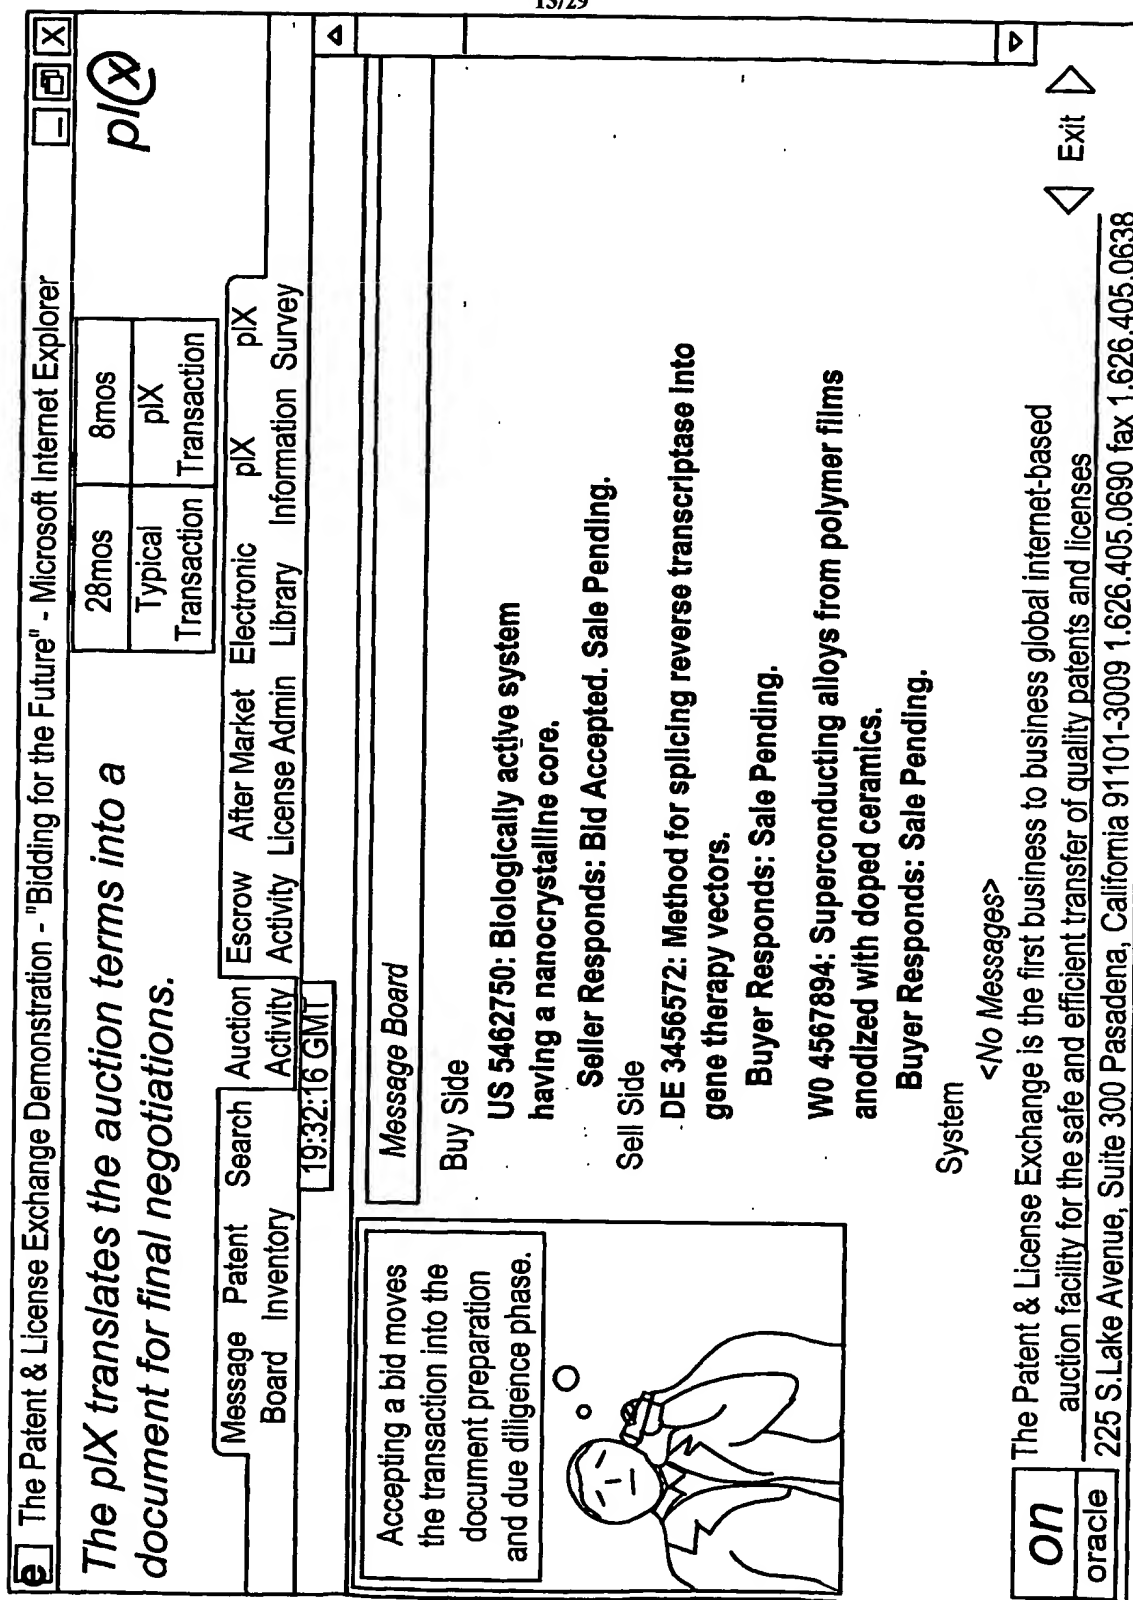 13/29
The Patent & License Exchange Demonstration - "Bidding for the Future" - Microsoft Internet Explorer
The plX translates the auction terms into a
document for final negotiations.
28mos 8mos
Typical plX
Transaction Transaction
plx
Message Patent Search Auction Escrow After Market Electronic plX plX
Board Inventory Activity Activity License Admin Library Information Survey
19:32:16 GMT
Accepting a bid moves
the transaction into the
document preparation
and due diligence phase.
Message Board
Buy Side
US 5462750: Biologically active system
having a nanocrystalline core.
Seller Responds: Bid Accepted. Sale Pending.
Sell Side
DE 3456572: Method for splicing reverse transcriptase into
gene therapy vectors.
Buyer Responds: Sale Pending.
W0 4567894: Superconducting alloys from polymer films
anodized with doped ceramics.
Buyer Responds: Sale Pending.
System
<No Messages>
on
oracle
The Patent & License Exchange is the first business to business global internet-based
auction facility for the safe and efficient transfer of quality patents and licenses
225 S.Lake Avenue, Suite 300 Pasadena, California 91101-3009 1.626.405.0690 fax 1.626.405.0638
Exit